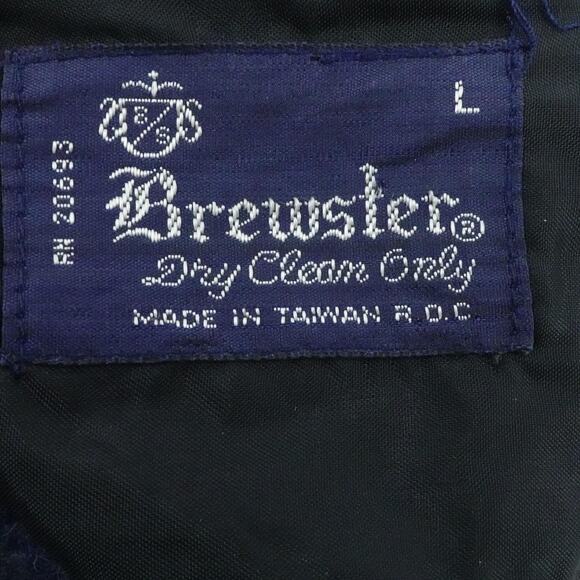 B/S
L
RN 20693
Brewster®
Dry Clean Only
MADE IN TAIWAN R.O.C.